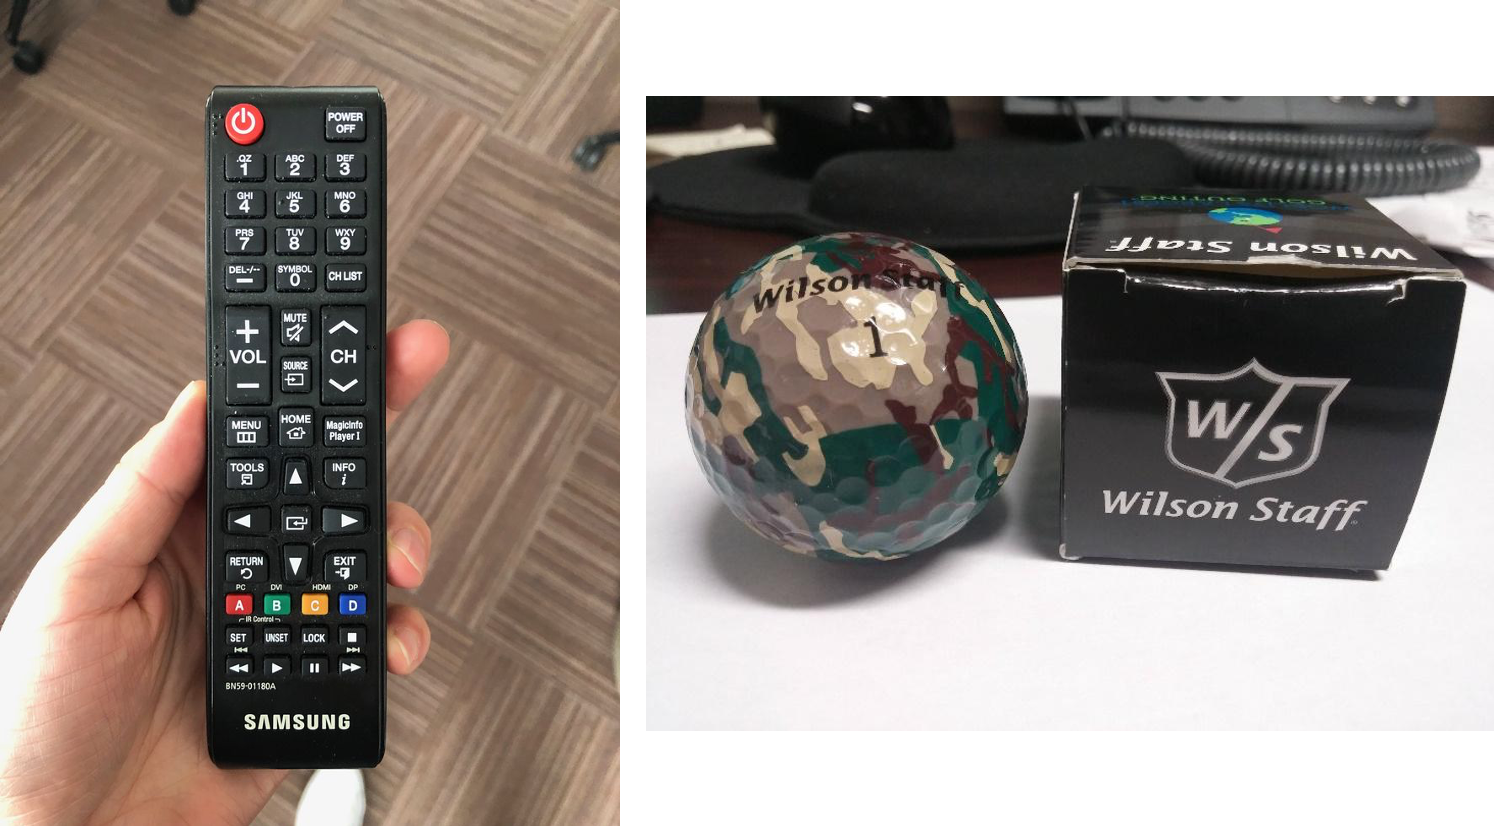 POWER
OFF
.QZ ABC DEF
1 2 3
GHI JKL MNO
4 5 6
PRS TUV WXY
7 8 9
DEL-/-- SYMBOL CH LIST
0
MUTE
+
VOL
−
CH
SOURCE
MENU HOME MagicInfo
Player I
TOOLS INFO
i
RETURN EXIT
PC DVI HDMI DP
A B C D
IR Control
SET UNSET LOCK
BN59-01180A
SAMSUNG
Wilson Staff
1
GOLF OUTING
Wilson Staff
W/S
Wilson Staff